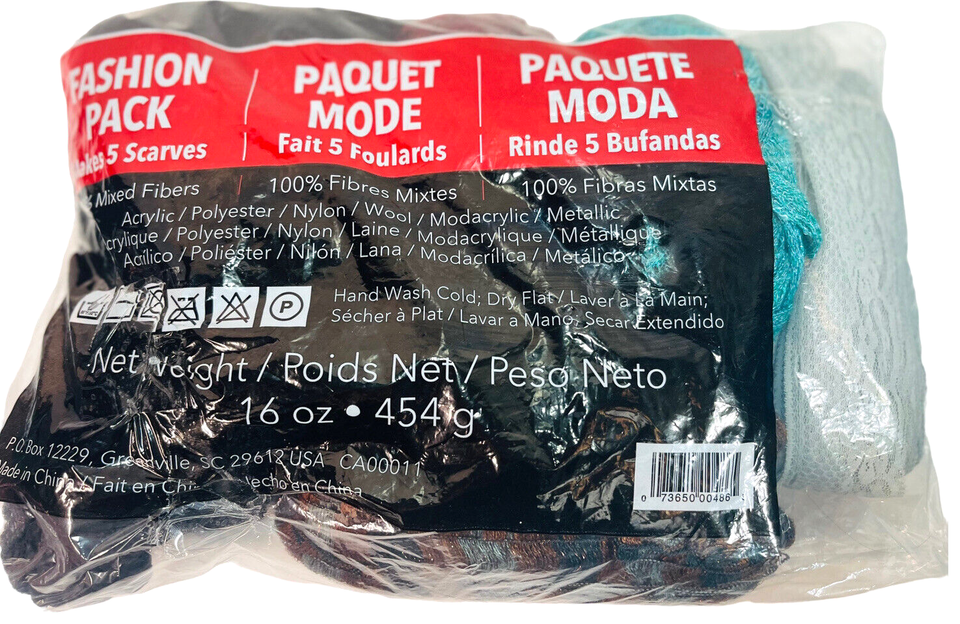 FASHION PACK
Makes 5 Scarves
PAQUET MODE
Fait 5 Foulards
PAQUETE MODA
Rinde 5 Bufandas
Mixed Fibers
100% Fibres Mixtes
100% Fibras Mixtas
Acrylic / Polyester / Nylon / Wool / Modacrylic / Metallic
Acrylique / Polyester / Nylon / Laine / Modacrylique / Métallique
Acrílico / Poliéster / Nilón / Lana / Modacrílica / Metálico
Hand Wash Cold; Dry Flat / Laver à La Main;
Sécher à Plat / Lavar a Mano; Secar Extendido
P
Net Weight / Poids Net / Peso Neto
16 oz • 454 g
P.O. Box 12229, Greenville, SC 29612 USA CA00011
Made in China / Fait en China Hecho en China
0 73650 00486